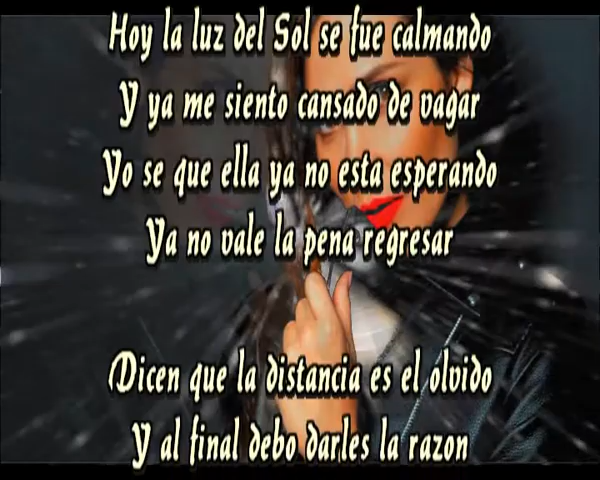 Hoy la luz del Sol se fue calmando
Y ya me siento cansado de vagar
Yo se que ella ya no esta esperando
Ya no vale la pena regresar
Dicen que la distancia es el olvido
Y al final debo darles la razon